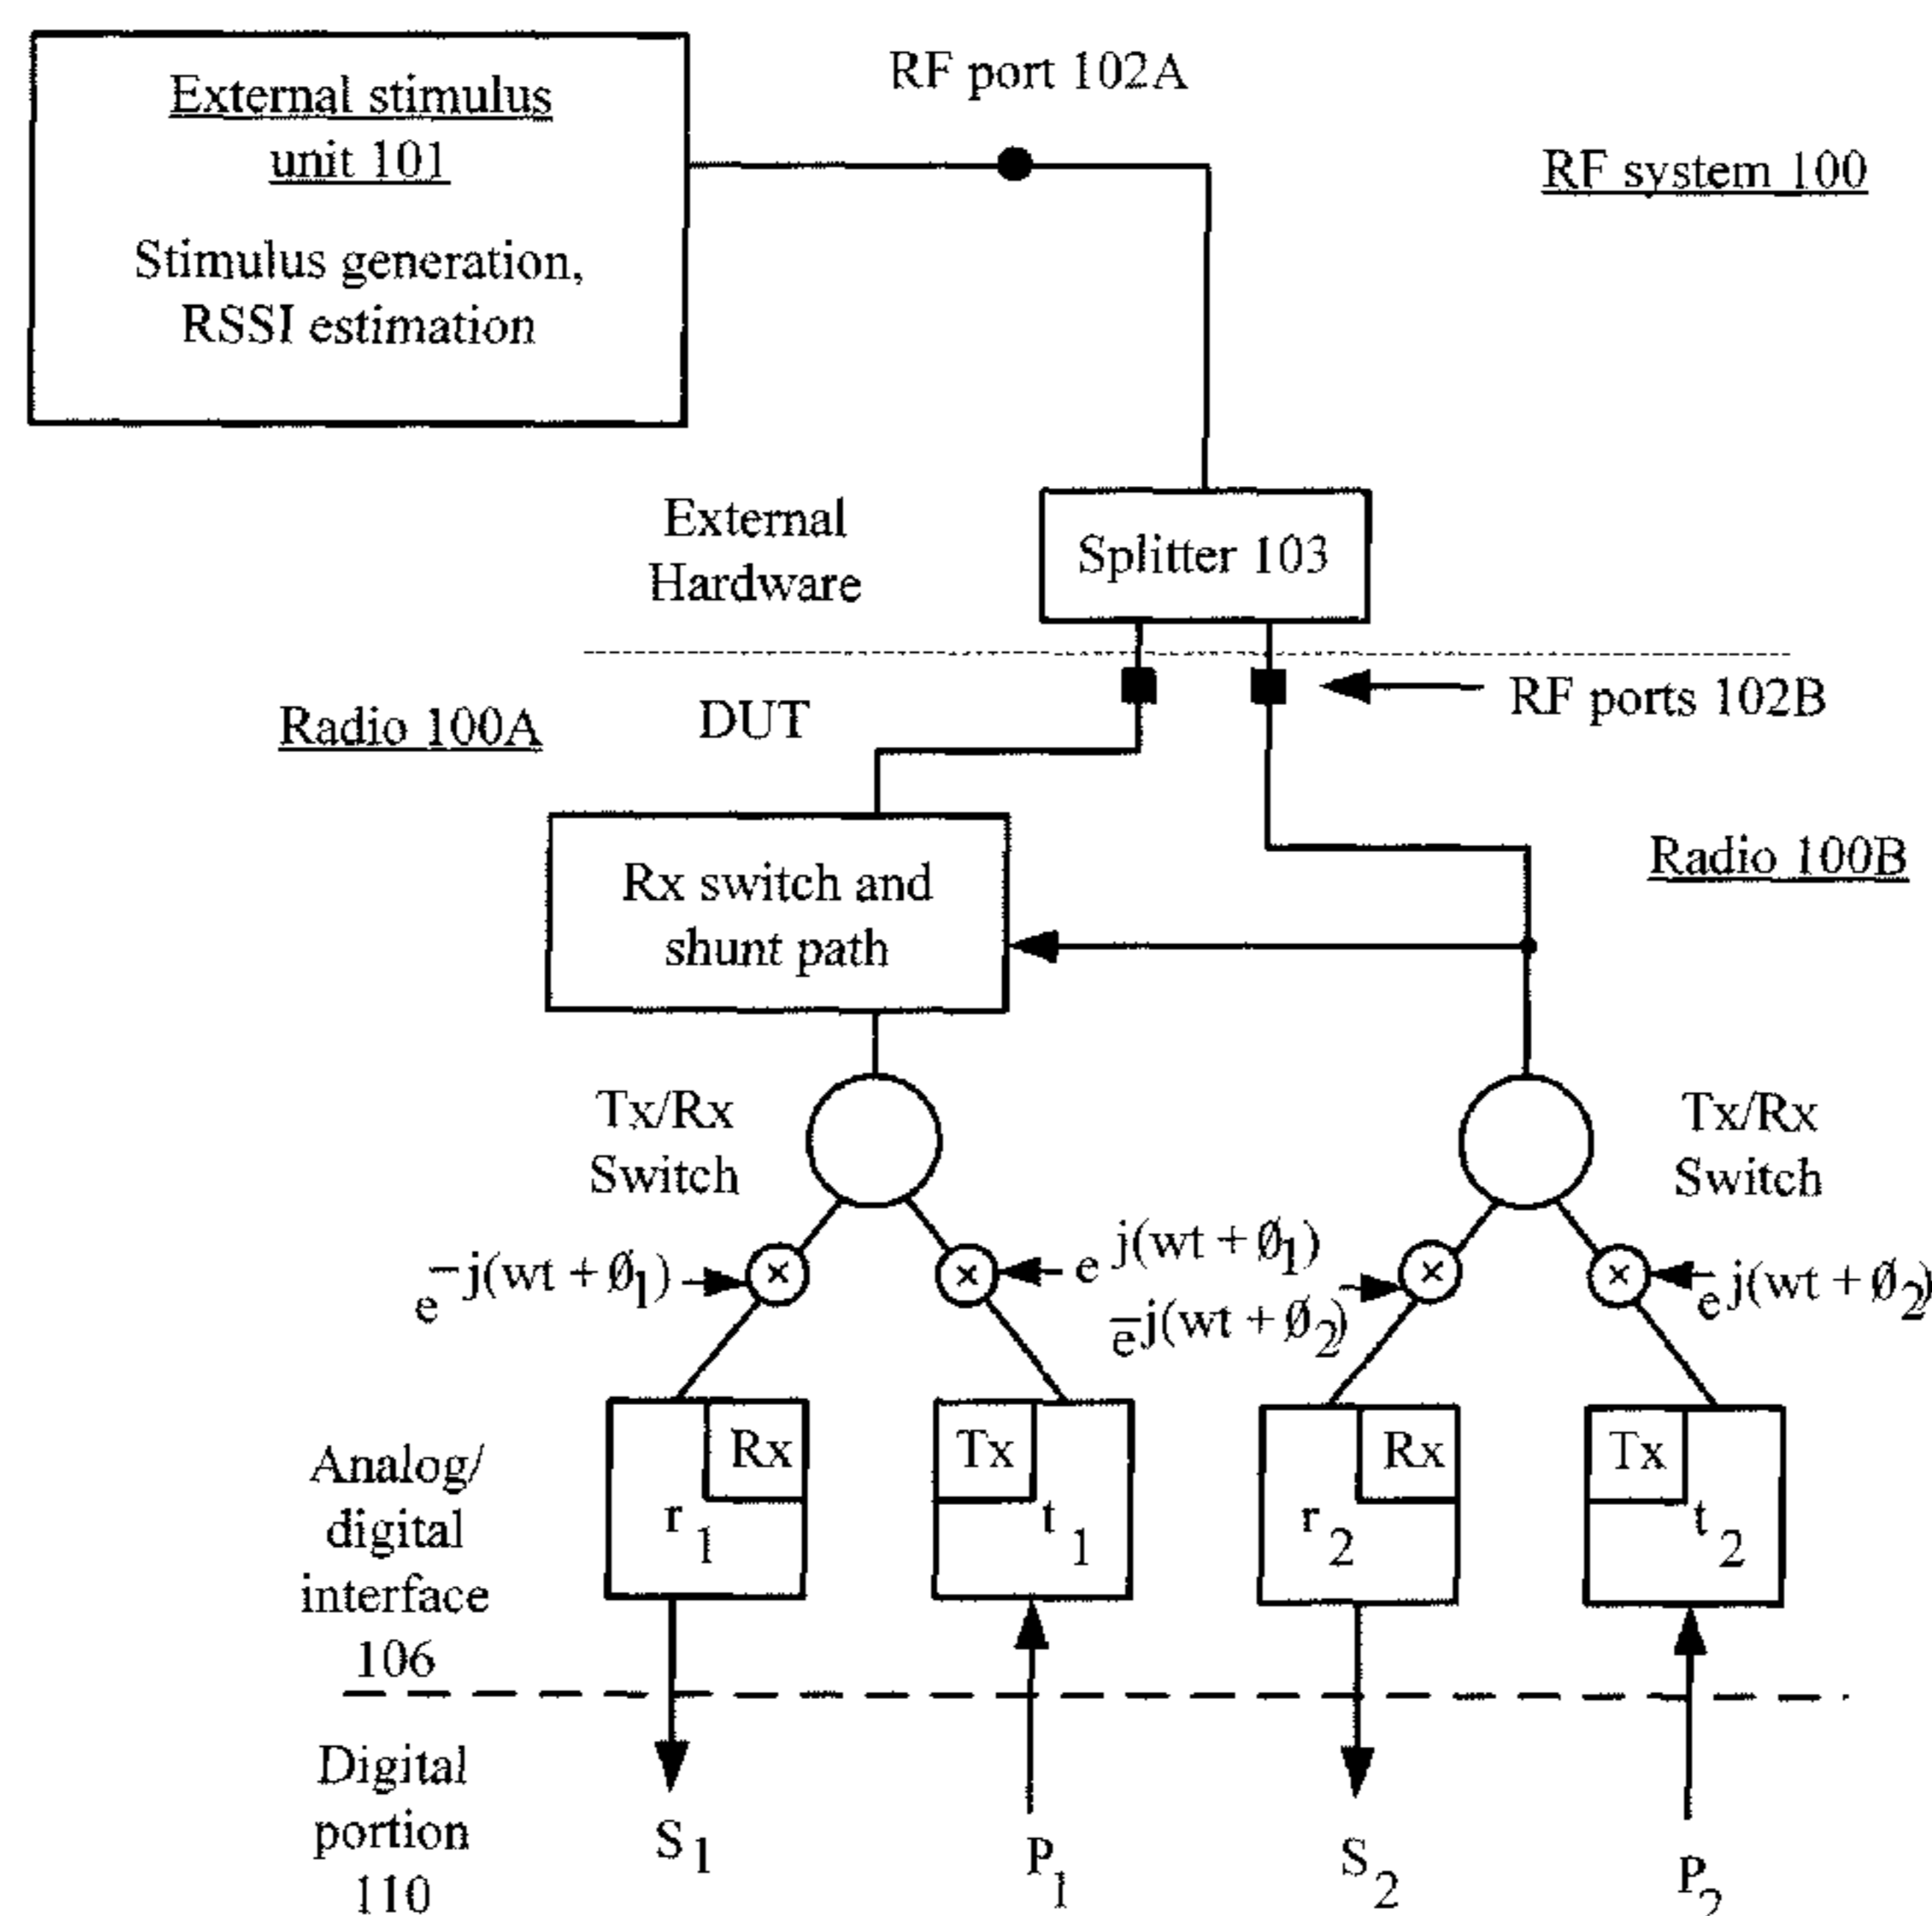 External stimulus
unit 101
Stimulus generation,
RSSI estimation
RF port 102A
RF system 100
External
Hardware
Splitter 103
RF ports 102B
DUT
Radio 100A
Rx switch and
shunt path
Radio 100B
Tx/Rx
Switch
Tx/Rx
Switch
e^-j(wt + Ø1)
e^j(wt + Ø1)
e^-j(wt + Ø2)
e^-j(wt + Ø2)
Rx
r1
Tx
t1
Rx
r2
Tx
t2
Analog/
digital
interface
106
Digital
portion
110
S1
P1
S2
P2